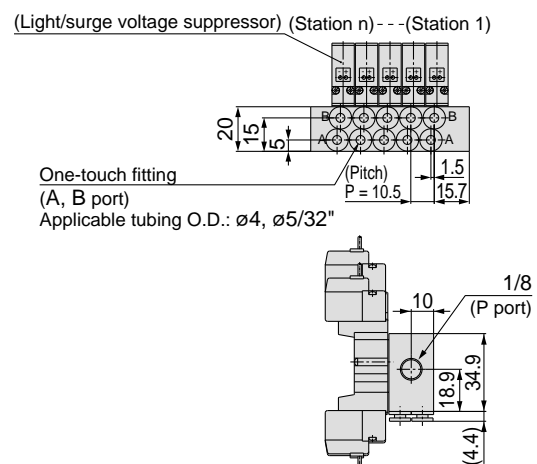 (Light/surge voltage suppressor) (Station n)---(Station 1)
B B
A A
20
15
5
One-touch fitting
(A, B port)
Applicable tubing O.D.: ø4, ø5/32"
(Pitch)
P = 10.5
1.5
15.7
1/8
(P port)
10
18.9
34.9
(4.4)